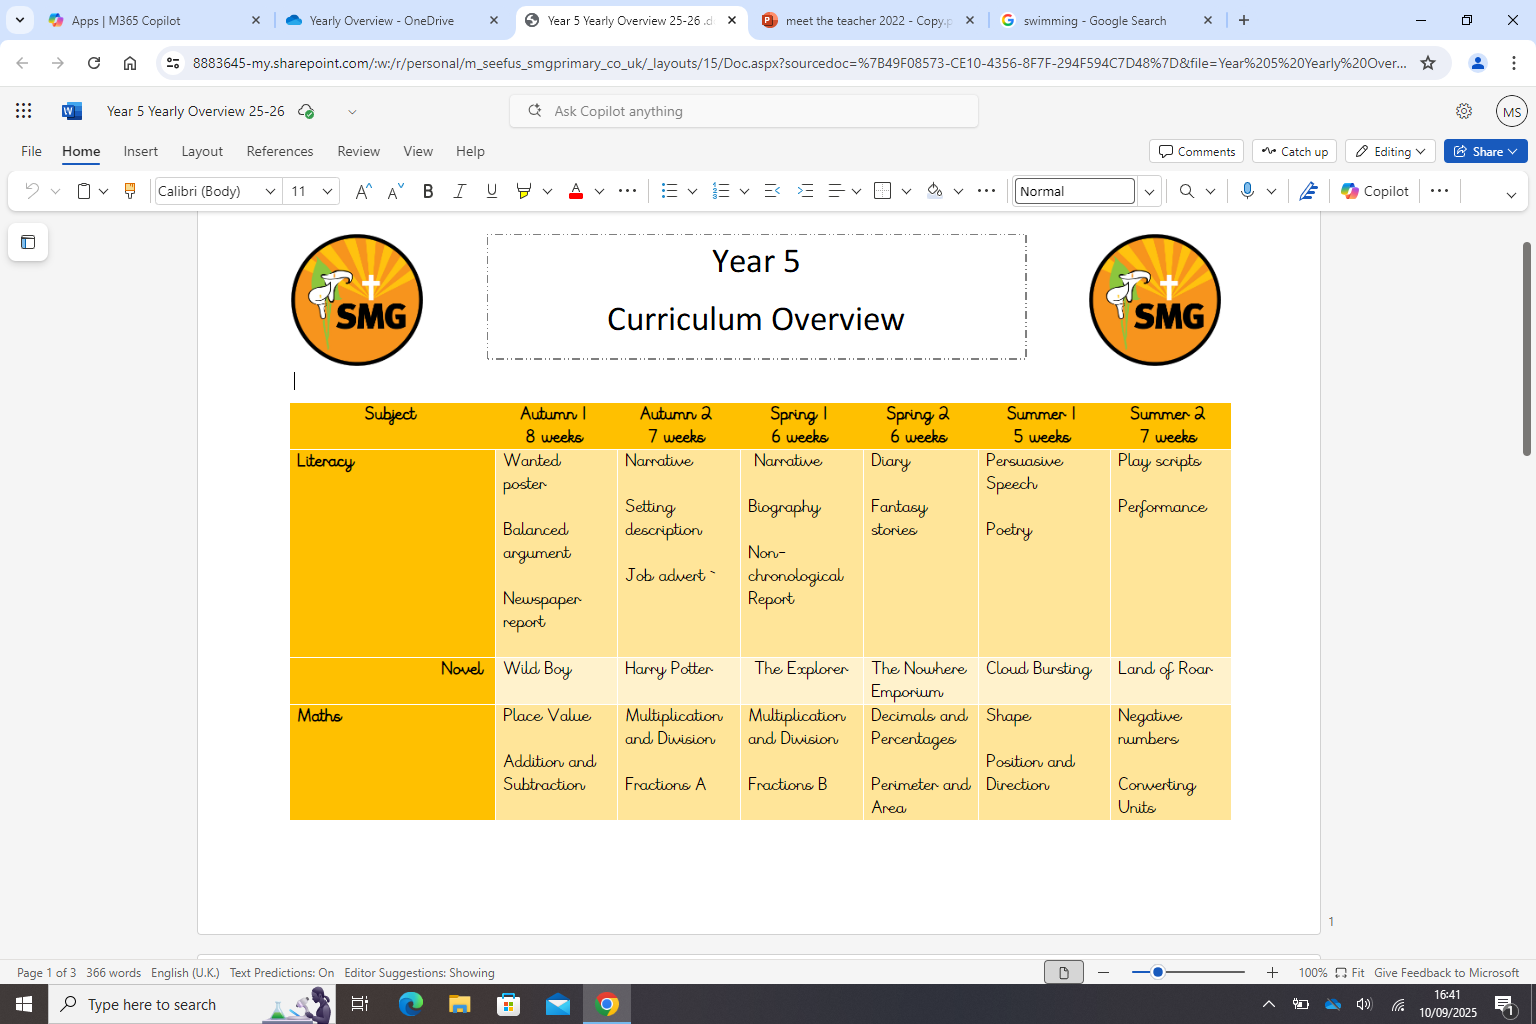 Apps | M365 Copilot
Yearly Overview - OneDrive
Year 5 Yearly Overview 25-26 .d
meet the teacher 2022 - Copy.p
swimming - Google Search
8883645-my.sharepoint.com/:w:/r/personal/m_seefus_smgprimary_co_uk/_layouts/15/Doc.aspx?sourcedoc=%7B49F08573-CE10-4356-8F7F-294F594C7D48%7D&file=Year%205%20Yearly%20Over...
Year 5 Yearly Overview 25-26
Ask Copilot anything
MS
File Home Insert Layout References Review View Help
Comments Catch up Editing Share
Calibri (Body) 11
Normal
Copilot
SMG
Year 5
Curriculum Overview
SMG
Subject Autumn 1 Autumn 2 Spring 1 Spring 2 Summer 1 Summer 2
8 weeks 7 weeks 6 weeks 6 weeks 5 weeks 7 weeks
Literacy
Wanted
poster
Balanced
argument
Newspaper
report
Narrative
Setting
description
Job advert `
Narrative
Biography
Non-
chronological
Report
Diary
Fantasy
stories
Persuasive
Speech
Poetry
Play scripts
Performance
Novel
Wild Boy
Harry Potter
The Explorer
The Nowhere
Emporium
Cloud Bursting
Land of Roar
Maths
Place Value
Addition and
Subtraction
Multiplication
and Division
Fractions A
Multiplication
and Division
Fractions B
Decimals and
Percentages
Perimeter and
Area
Shape
Position and
Direction
Negative
numbers
Converting
Units
1
Page 1 of 3 366 words English (U.K.) Text Predictions: On Editor Suggestions: Showing
100% Fit Give Feedback to Microsoft
Type here to search
16:41
10/09/2025
1